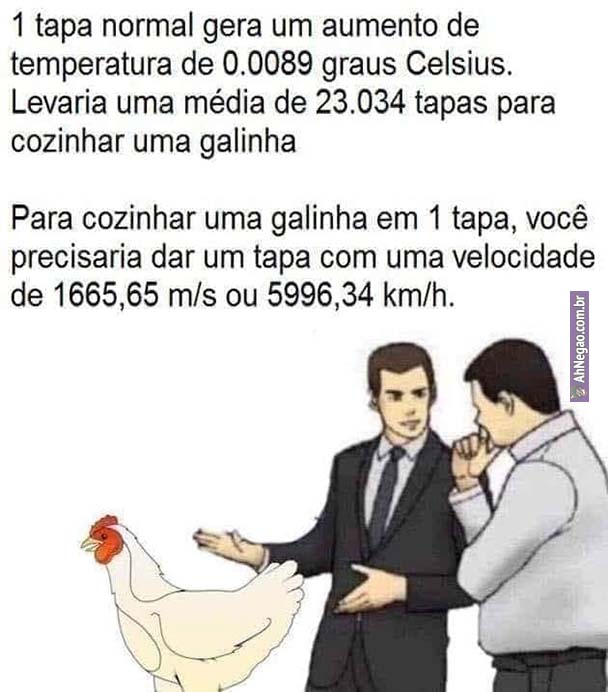 1 tapa normal gera um aumento de
temperatura de 0.0089 graus Celsius.
Levaria uma média de 23.034 tapas para
cozinhar uma galinha
Para cozinhar uma galinha em 1 tapa, você
precisaria dar um tapa com uma velocidade
de 1665,65 m/s ou 5996,34 km/h.
AhNegao.com.br